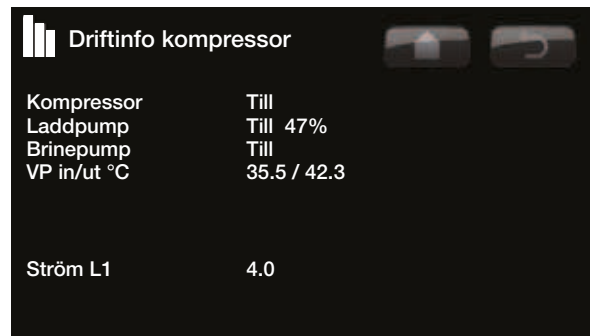 Driftinfo kompressor
Kompressor Till
Laddpump Till 47%
Brinepump Till
VP in/ut °C 35.5 / 42.3
Ström L1 4.0